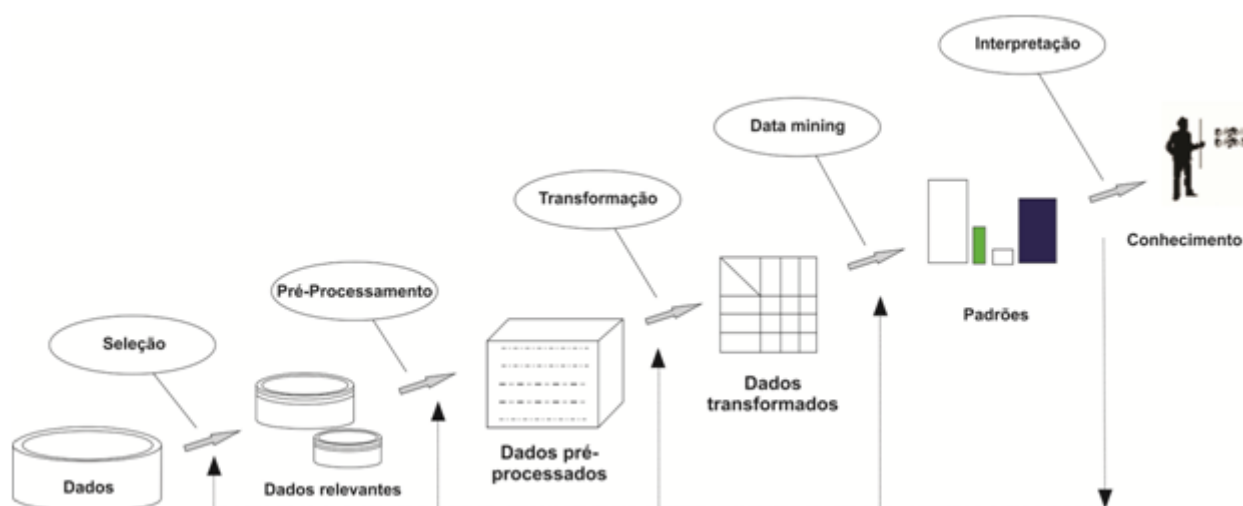 Interpretação
Data mining
Transformação
Pré-Processamento
Seleção
Dados
Dados relevantes
Dados pré-
processados
Dados
transformados
Padrões
Conhecimento